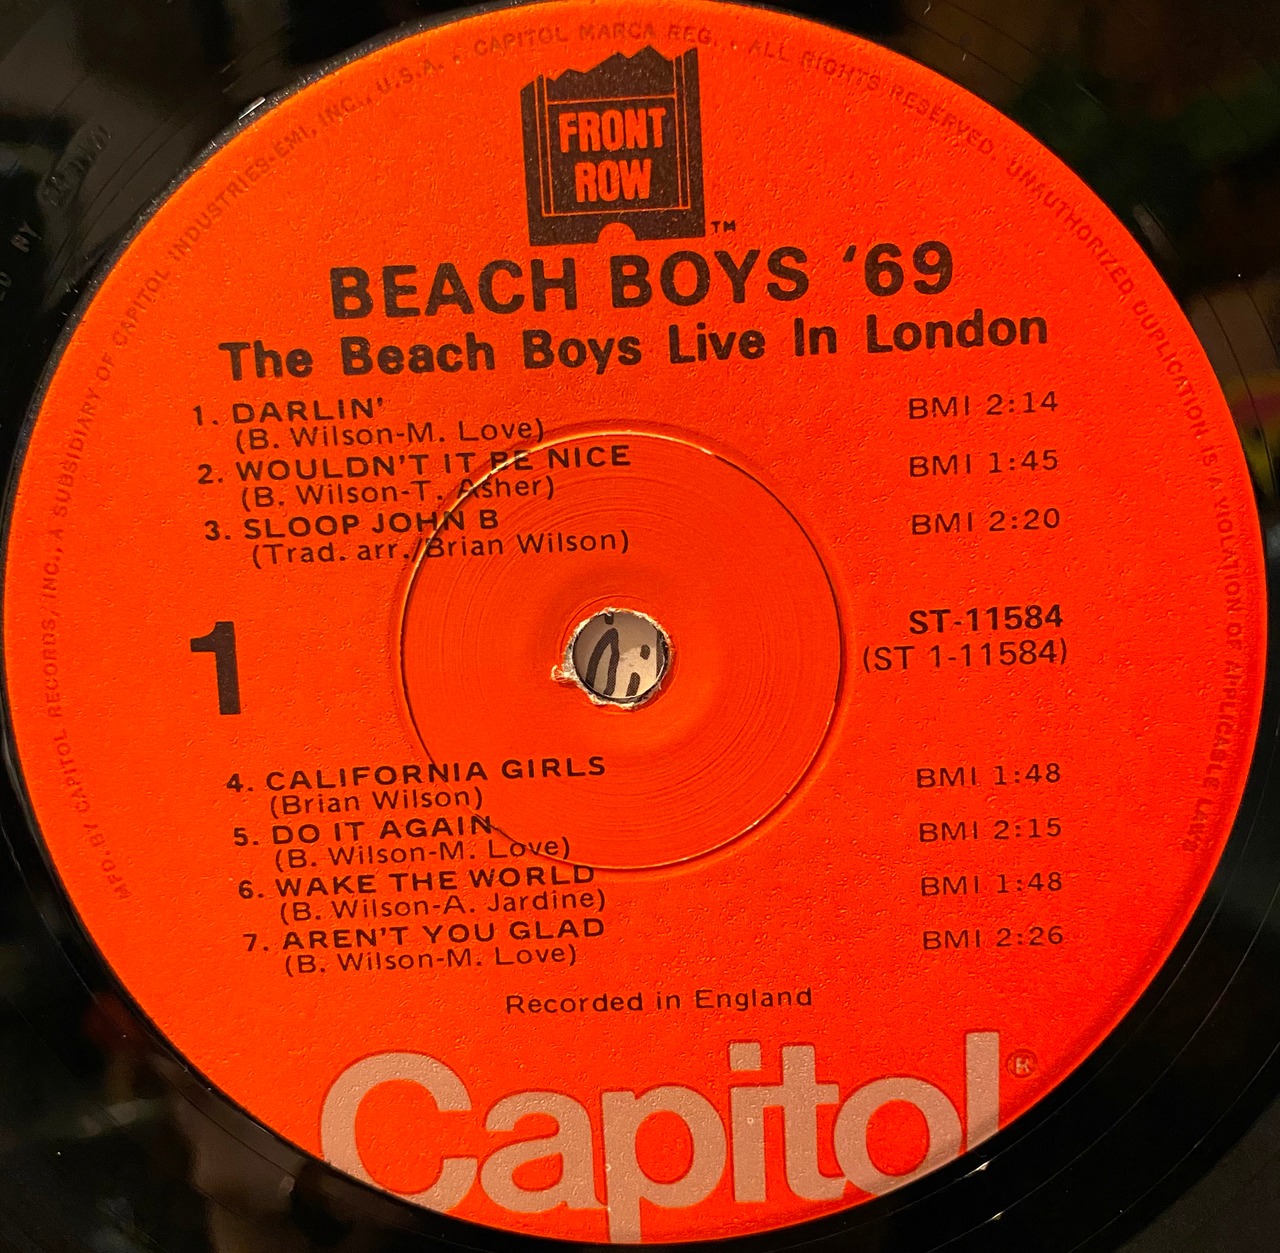 MFD. BY CAPITOL RECORDS, INC., A SUBSIDIARY OF CAPITOL INDUSTRIES-EMI, INC., U.S.A. . CAPITOL MARCA REG. . ALL RIGHTS RESERVED. UNAUTHORIZED DUPLICATION IS A VIOLATION OF APPLICABLE LAWS
FRONT
ROW
TM
BEACH BOYS '69
The Beach Boys Live In London
1. DARLIN' BMI 2:14
(B. Wilson-M. Love)
2. WOULDN'T IT BE NICE BMI 1:45
(B. Wilson-T. Asher)
3. SLOOP JOHN B BMI 2:20
(Trad. arr./Brian Wilson)
1
ST-11584
(ST 1-11584)
4. CALIFORNIA GIRLS BMI 1:48
(Brian Wilson)
5. DO IT AGAIN BMI 2:15
(B. Wilson-M. Love)
6. WAKE THE WORLD BMI 1:48
(B. Wilson-A. Jardine)
7. AREN'T YOU GLAD BMI 2:26
(B. Wilson-M. Love)
Recorded in England
Capitol®